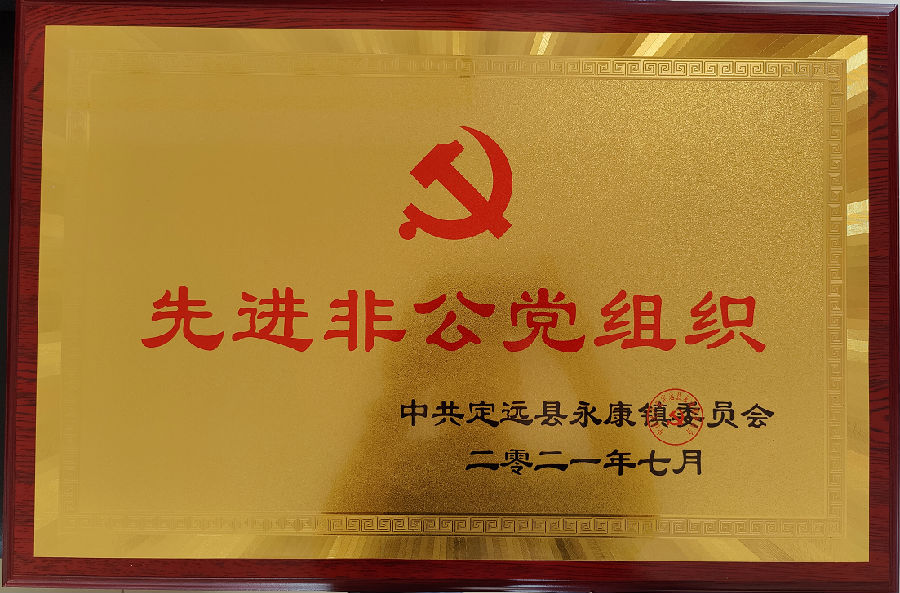 先进非公党组织
中共定远县永康镇委员会
二零二一年七月